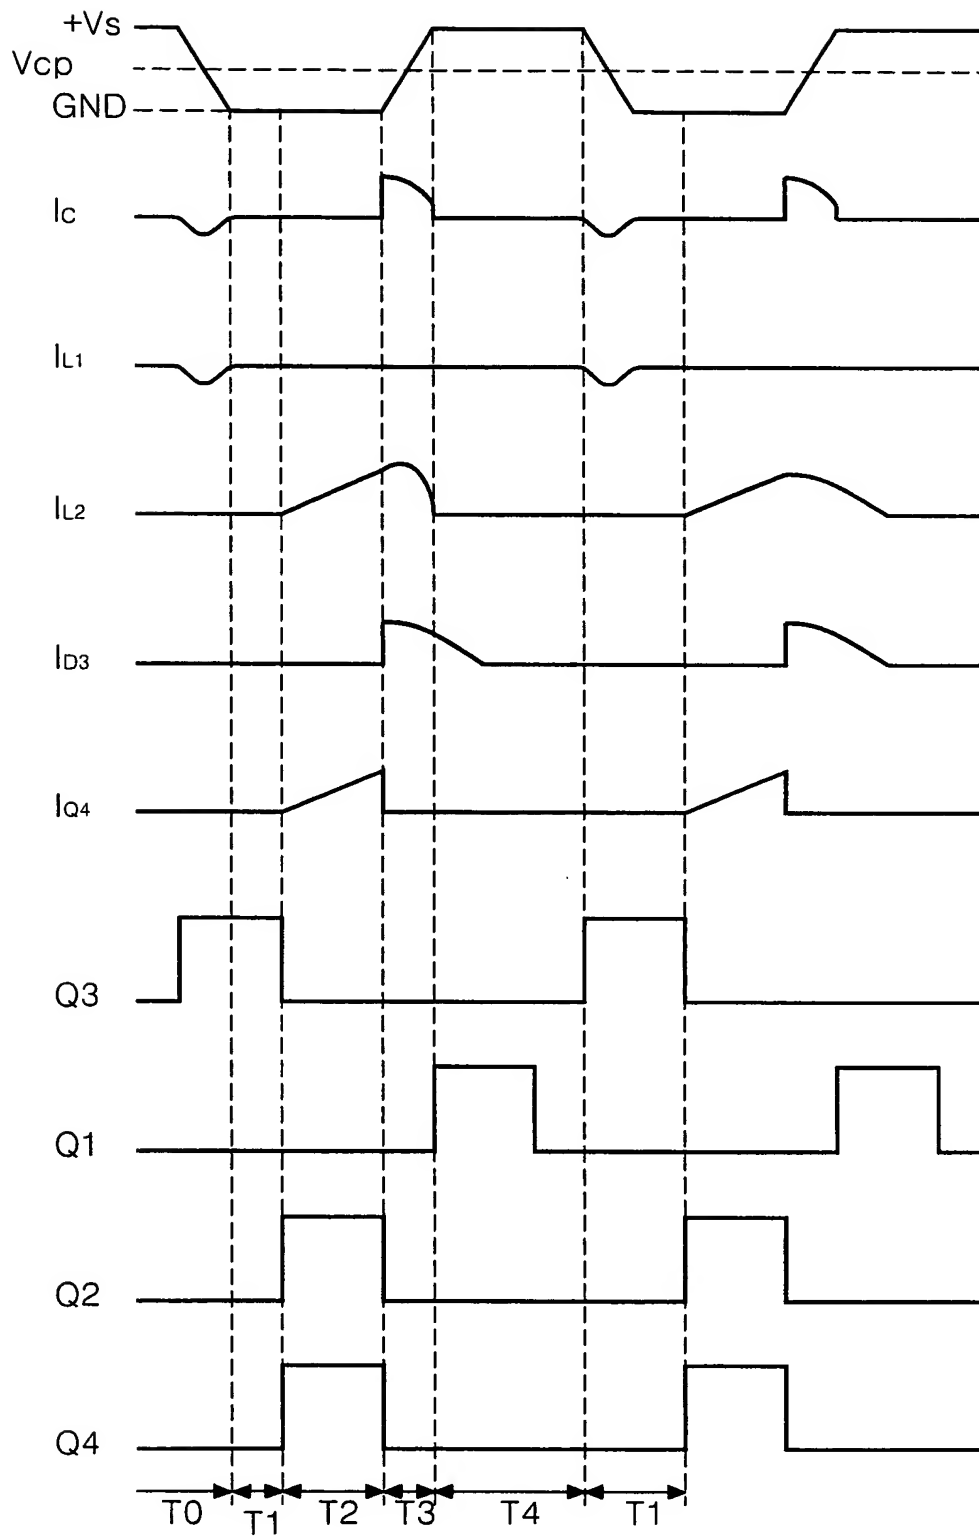 +Vs
Vcp
GND
IC
IL1
IL2
ID3
IQ4
Q3
Q1
Q2
Q4
T0 T1 T2 T3 T4 T1